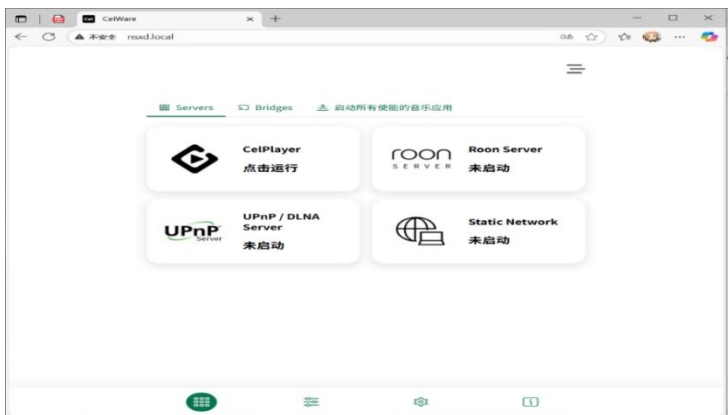 Cel CelWare
不安全 nsxd.local
Servers Bridges 启动所有使能的音乐应用
CelPlayer
点击运行
roon
SERVER
Roon Server
未启动
UPnP
Server
UPnP / DLNA
Server
未启动
Static Network
未启动